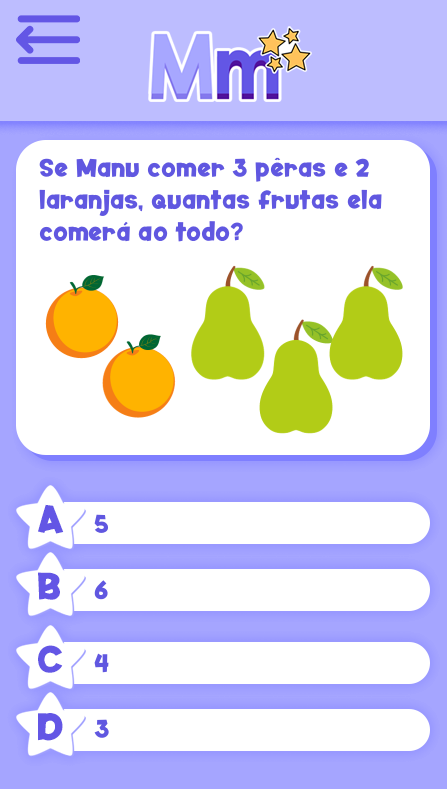 Mm
Se Manu comer 3 pêras e 2
laranjas, quantas frutas ela
comerá ao todo?
A 5
B 6
C 4
D 3